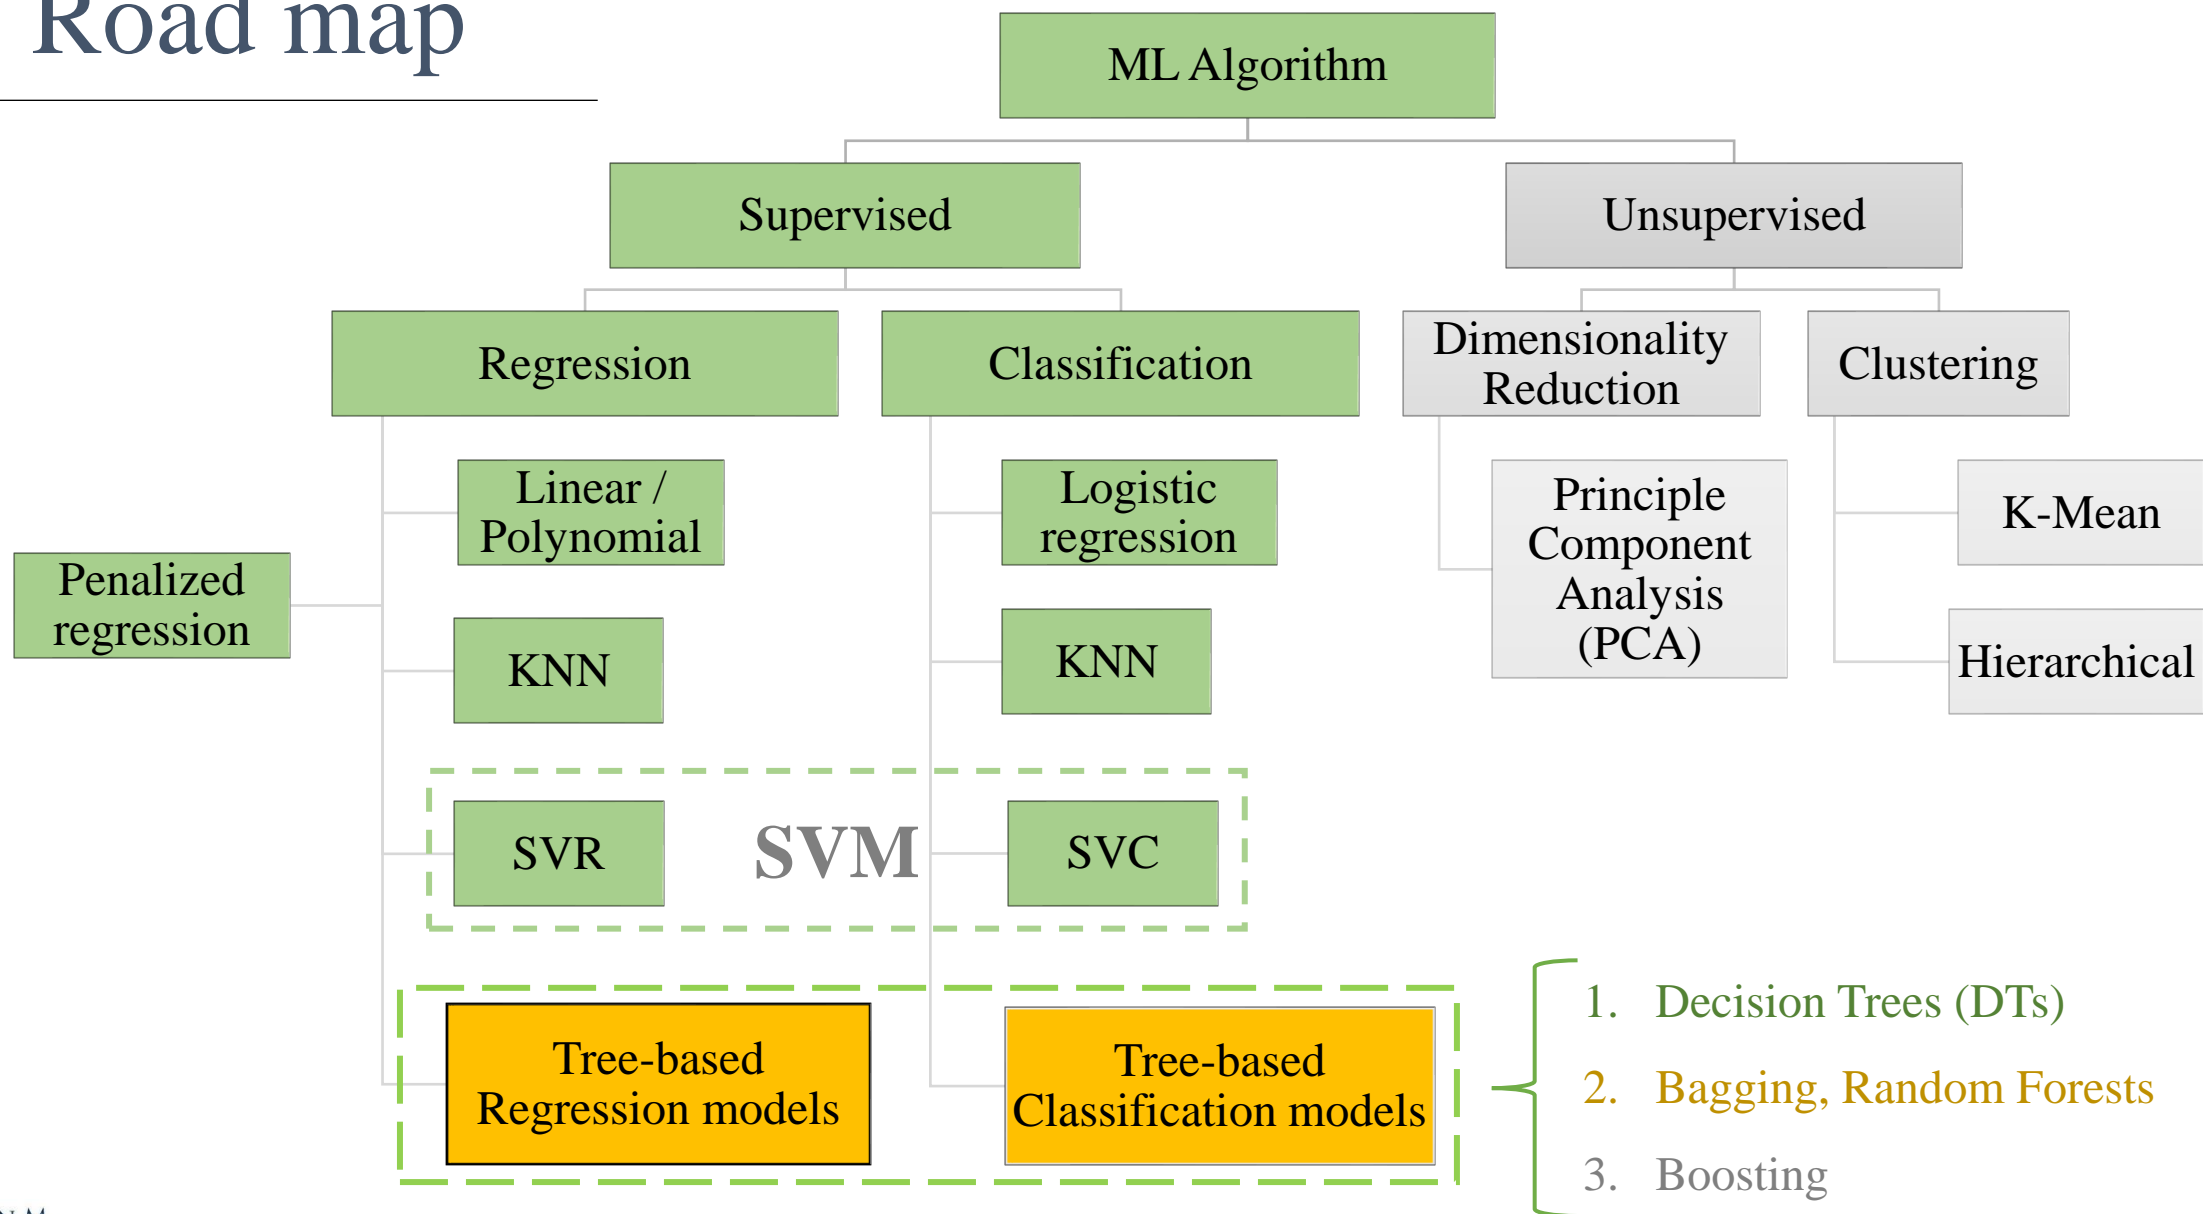 Road map
ML Algorithm
Supervised
Unsupervised
Regression
Classification
Dimensionality
Reduction
Clustering
Linear /
Polynomial
Logistic
regression
Principle
Component
Analysis
(PCA)
K-Mean
Penalized
regression
KNN
KNN
Hierarchical
SVR
SVM
SVC
Tree-based
Regression models
Tree-based
Classification models
1. Decision Trees (DTs)
2. Bagging, Random Forests
3. Boosting